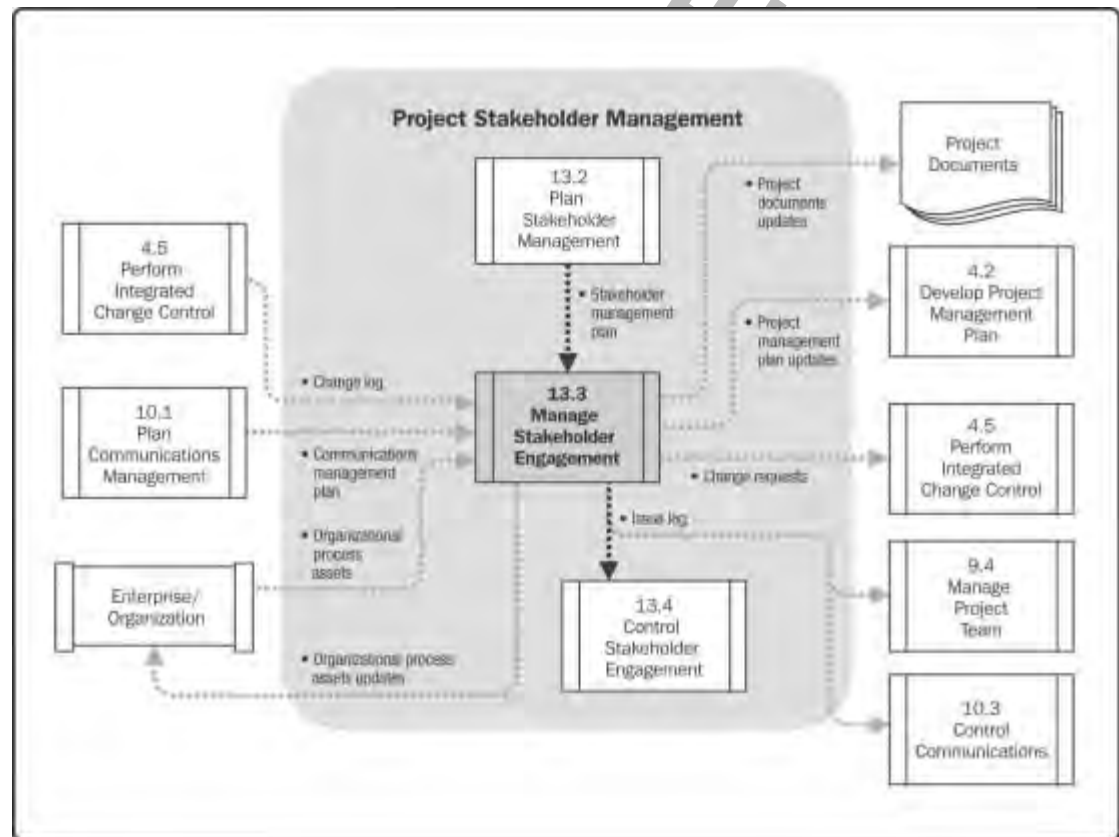 Project Stakeholder Management
13.2
Plan
Stakeholder
Management
• Project
documents
updates
Project
Documents
4.5
Perform
Integrated
Change Control
• Stakeholder
management
plan
• Project
management
plan updates
4.2
Develop Project
Management
Plan
• Change log
13.3
Manage
Stakeholder
Engagement
10.1
Plan
Communications
Management
• Communications
management
plan
• Change requests
4.5
Perform
Integrated
Change Control
• Organizational
process
assets
• Issue log
Enterprise/
Organization
13.4
Control
Stakeholder
Engagement
9.4
Manage
Project
Team
• Organizational process
assets updates
10.3
Control
Communications